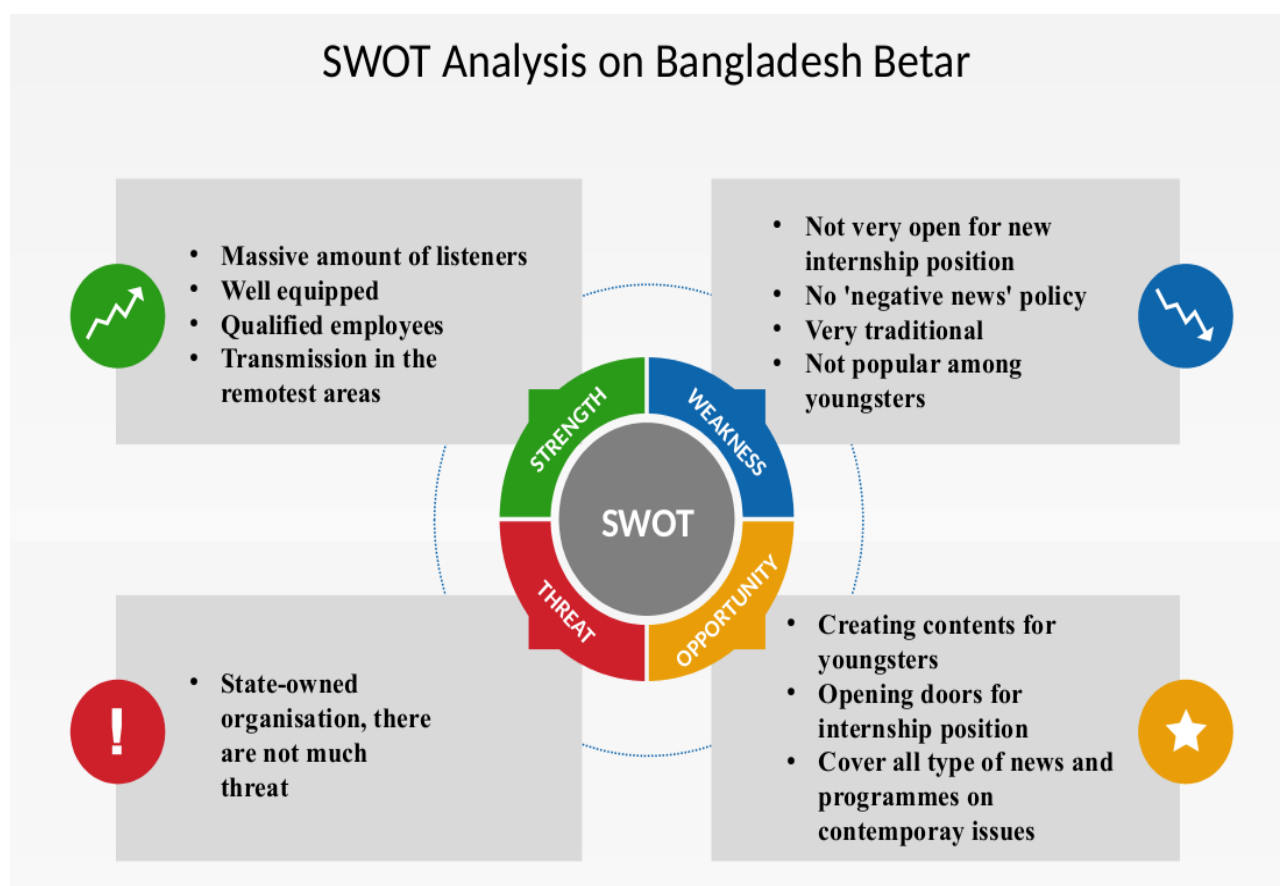 SWOT Analysis on Bangladesh Betar
• Massive amount of listeners
• Well equipped
• Qualified employees
• Transmission in the
remotest areas
• Not very open for new
internship position
• No 'negative news' policy
• Very traditional
• Not popular among
youngsters
STRENGTH
WEAKNESS
SWOT
THREAT
OPPORTUNITY
• State-owned
organisation, there
are not much
threat
!
• Creating contents for
youngsters
• Opening doors for
internship position
• Cover all type of news and
programmes on
contemporay issues